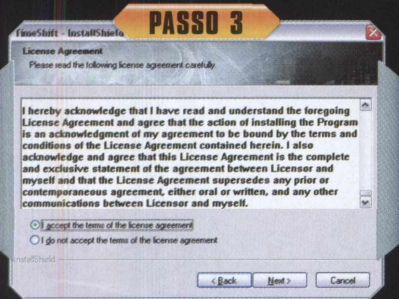 PASSO 3
TimeShift - InstallShield
License Agreement
Please read the following license agreement carefully.
I hereby acknowledge that I have read and understand the foregoing
License Agreement and agree that the action of installing the Program
is an acknowledgment of my agreement to be bound by the terms and
conditions of the License Agreement contained herein. I also
acknowledge and agree that this License Agreement is the complete
and exclusive statement of the agreement between Licensor and
myself and that the License Agreement supersedes any prior or
contemporaneous agreement, either oral or written, and any other
communications between Licensor and myself.
I accept the terms of the license agreement
I do not accept the terms of the license agreement
InstallShield
< Back
Next >
Cancel